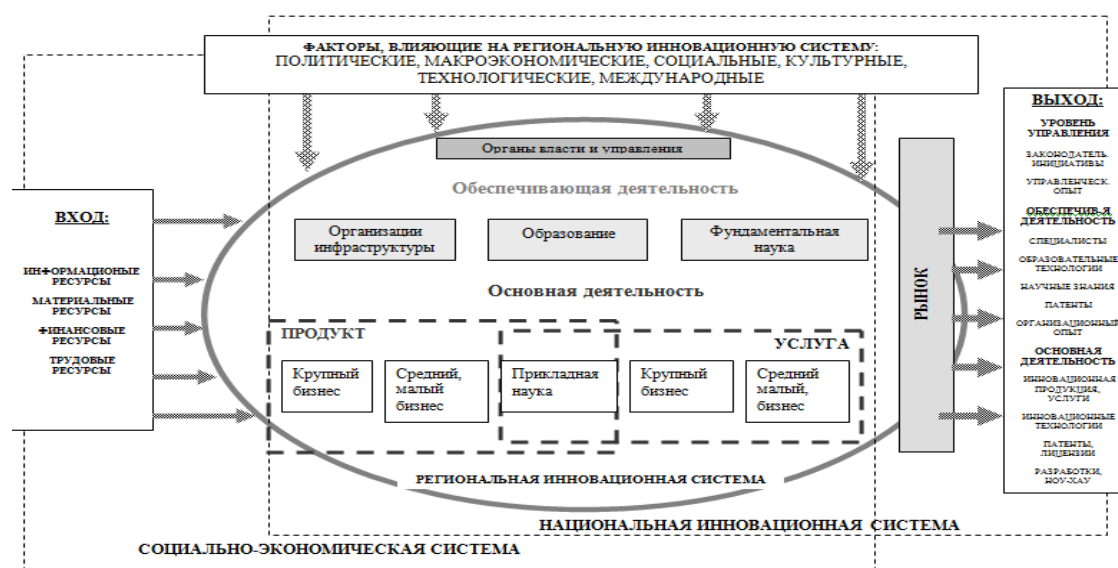 ФАКТОРЫ, ВЛИЯЮЩИЕ НА РЕГИОНАЛЬНУЮ ИННОВАЦИОННУЮ СИСТЕМУ:
ПОЛИТИЧЕСКИЕ, МАКРОЭКОНОМИЧЕСКИЕ, СОЦИАЛЬНЫЕ, КУЛЬТУРНЫЕ,
ТЕХНОЛОГИЧЕСКИЕ, МЕЖДУНАРОДНЫЕ
ВХОД:
ИНФОРМАЦИОНЫЕ
РЕСУРСЫ
МАТЕРИАЛЬНЫЕ
РЕСУРСЫ
ФИНАНСОВЫЕ
РЕСУРСЫ
ТРУДОВЫЕ
РЕСУРСЫ
Органы власти и управления
Обеспечивающая деятельность
Организации
инфраструктуры
Образование
Фундаментальная
наука
Основная деятельность
ПРОДУКТ
УСЛУГА
Крупный
бизнес
Средний,
малый
бизнес
Прикладная
наука
Крупный
бизнес
Средний
малый,
бизнес
РЕГИОНАЛЬНАЯ ИННОВАЦИОННАЯ СИСТЕМА
НАЦИОНАЛЬНАЯ ИННОВАЦИОННАЯ СИСТЕМА
СОЦИАЛЬНО-ЭКОНОМИЧЕСКАЯ СИСТЕМА
РЫНОК
ВЫХОД:
УРОВЕНЬ
УПРАВЛЕНИЯ
ЗАКОНОДАТЕЛЬ.
ИНИЦИАТИВЫ
УПРАВЛЕНЧЕСК.
ОПЫТ
ОБЕСПЕЧИВ-Я
ДЕЯТЕЛЬНОСТЬ
СПЕЦИАЛИСТЫ
ОБРАЗОВАТЕЛЬНЫЕ
ТЕХНОЛОГИИ
НАУЧНЫЕ ЗНАНИЯ
ПАТЕНТЫ
ОРГАНИЗАЦИОННЫЙ
ОПЫТ
ОСНОВНАЯ
ДЕЯТЕЛЬНОСТЬ
ИННОВАЦИОННАЯ
ПРОДУКЦИЯ,
УСЛУГИ
ИННОВАЦИОННЫЕ
ТЕХНОЛОГИИ
ПАТЕНТЫ,
ЛИЦЕНЗИИ
РАЗРАБОТКИ,
НОУ-ХАУ